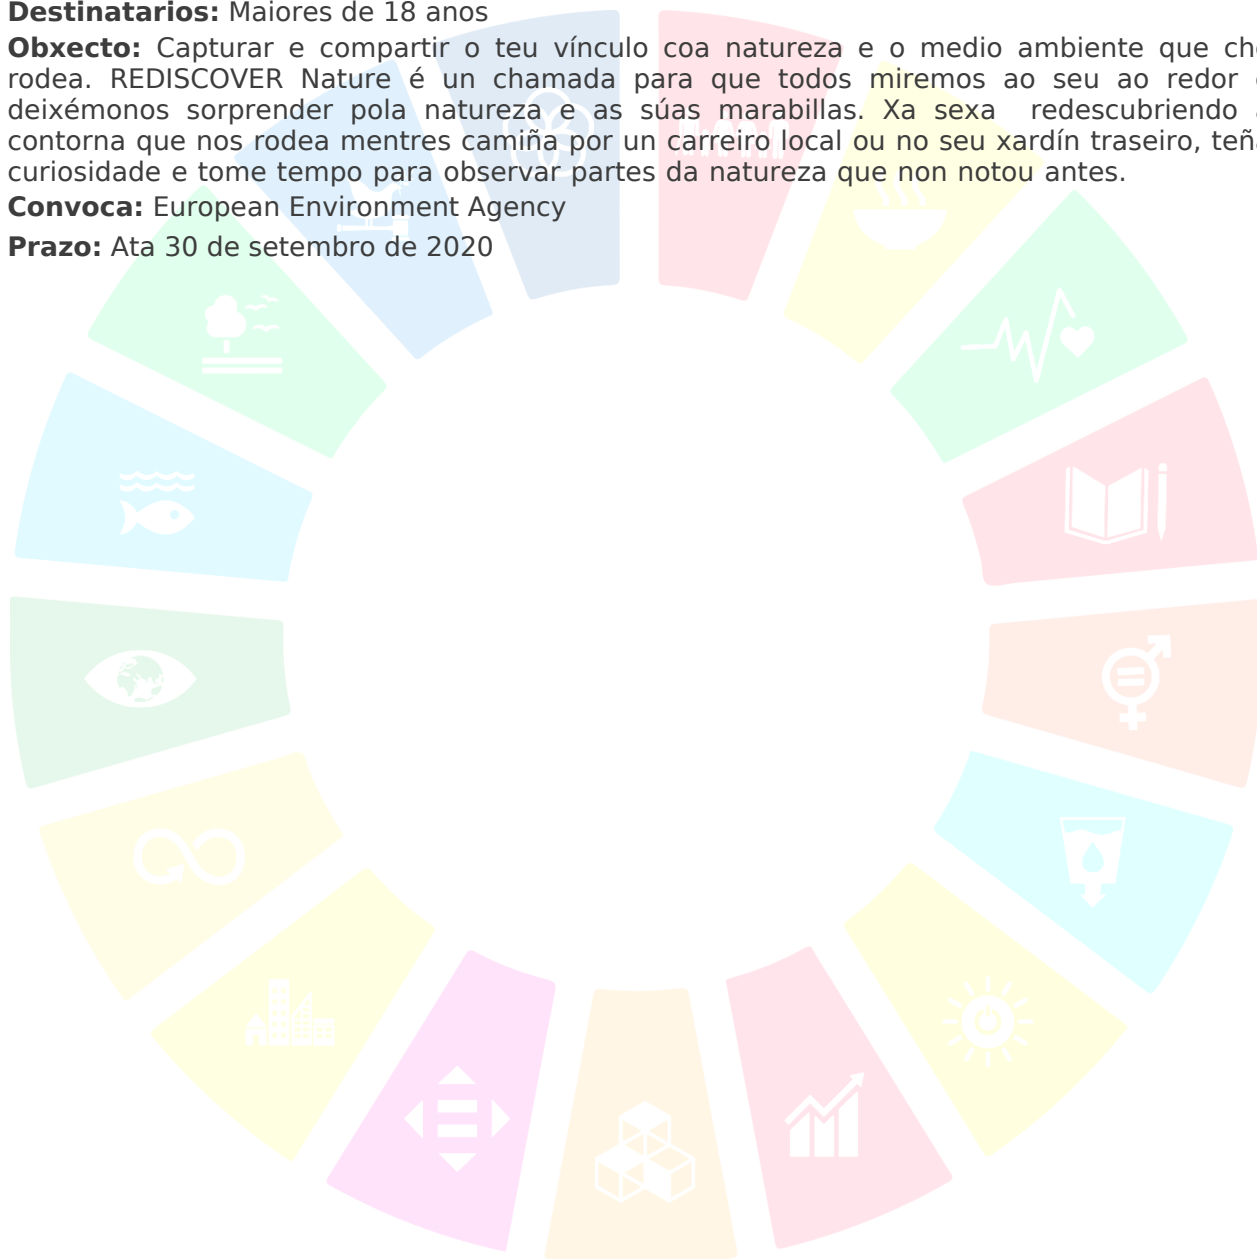 Destinatarios: Maiores de 18 anos
Obxecto: Capturar e compartir o teu vínculo coa natureza e o medio ambiente que che
rodea. REDISCOVER Nature é un chamada para que todos miremos ao seu ao redor e
deixémonos sorprender pola natureza e as súas marabillas. Xa sexa redescubriendo a
contorna que nos rodea mentres camiña por un carreiro local ou no seu xardín traseiro, teña
curiosidade e tome tempo para observar partes da natureza que non notou antes.
Convoca: European Environment Agency
Prazo: Ata 30 de setembro de 2020